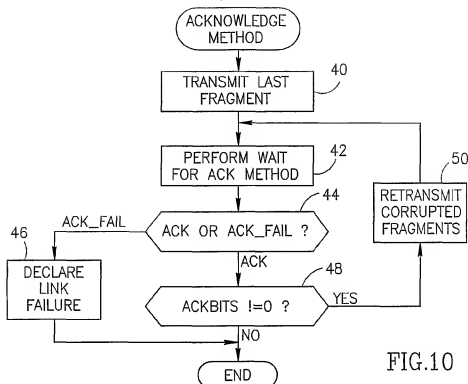 ACKNOWLEDGE
METHOD
40
TRANSMIT LAST
FRAGMENT
42
PERFORM WAIT
FOR ACK METHOD
50
RETRANSMIT
CORRUPTED
FRAGMENTS
44
ACK_FAIL
ACK OR ACK_FAIL ?
46
DECLARE
LINK
FAILURE
ACK
48
ACKBITS !=0 ?
YES
NO
END
FIG.10